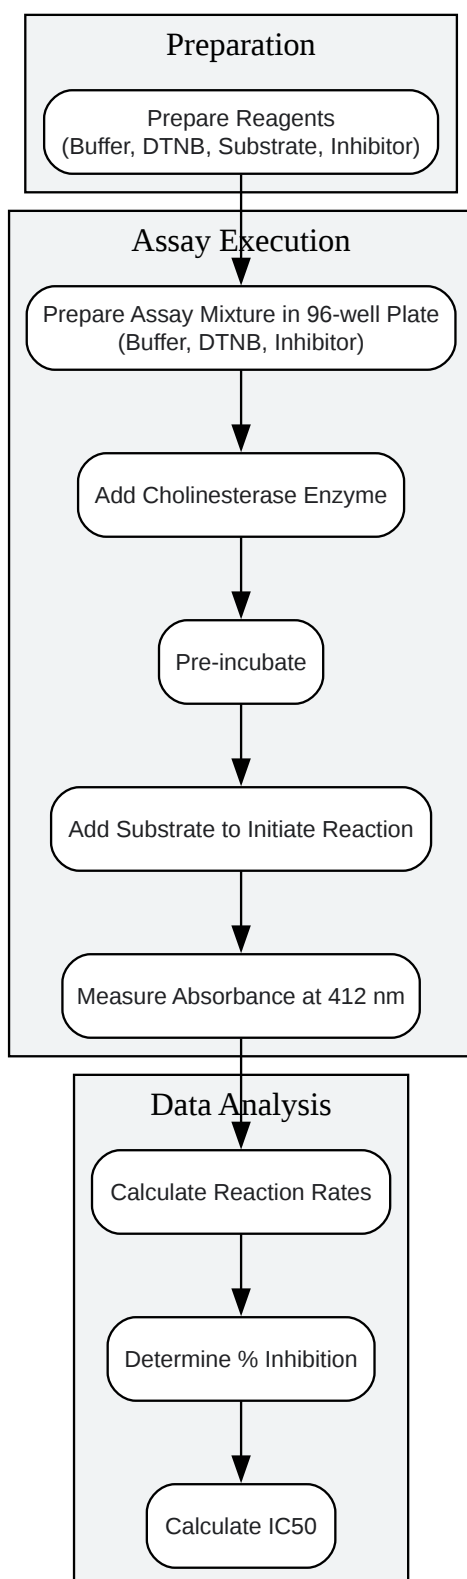 Preparation
Prepare Reagents
(Buffer, DTNB, Substrate, Inhibitor)
Assay Execution
Prepare Assay Mixture in 96-well Plate
(Buffer, DTNB, Inhibitor)
Add Cholinesterase Enzyme
Pre-incubate
Add Substrate to Initiate Reaction
Measure Absorbance at 412 nm
Data Analysis
Calculate Reaction Rates
Determine % Inhibition
Calculate IC50